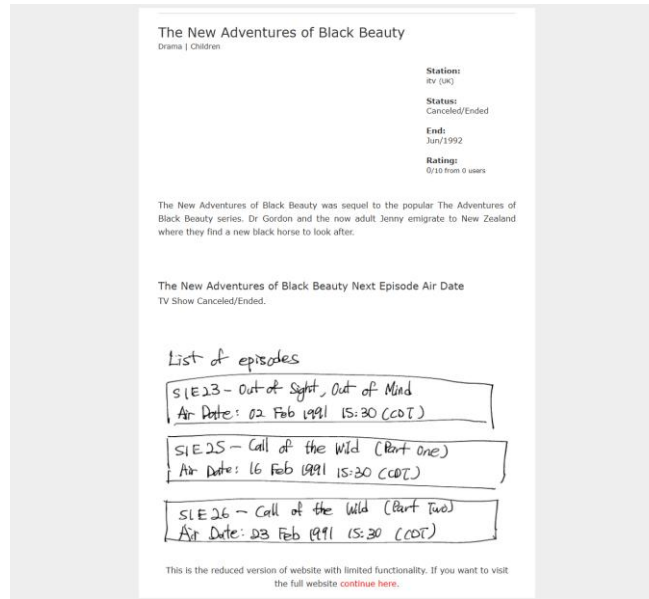 The New Adventures of Black Beauty
Drama | Children
Station:
itv (UK)
Status:
Canceled/Ended
End:
Jun/1992
Rating:
0/10 from 0 users
The New Adventures of Black Beauty was sequel to the popular The Adventures of
Black Beauty series. Dr Gordon and the now adult Jenny emigrate to New Zealand
where they find a new black horse to look after.
The New Adventures of Black Beauty Next Episode Air Date
TV Show Canceled/Ended.
List of episodes
S1E23 - Out of Sight, Out of Mind
Air Date: 02 Feb 1991 15:30 (CDT)
S1E25 - Call of the Wild (Part One)
Air Date: 16 Feb 1991 15:30 (CDT)
S1E26 - Call of the Wild (Part Two)
Air Date: 23 Feb 1991 15:30 (CDT)
This is the reduced version of website with limited functionality. If you want to visit
the full website continue here.